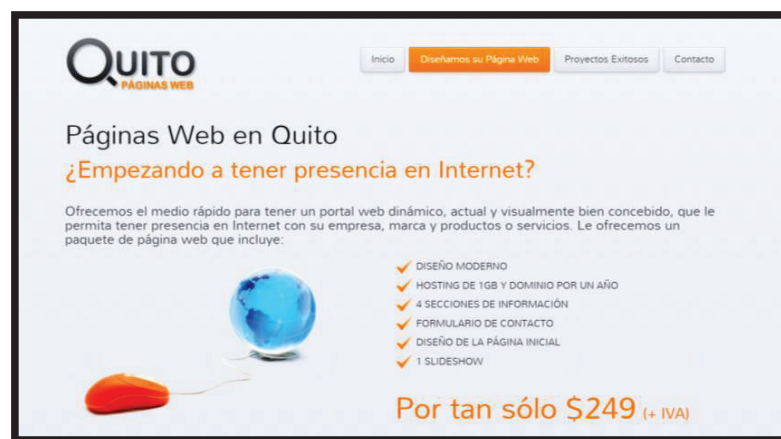 QUITO
PÁGINAS WEB
Inicio
Diseñamos su Página Web
Proyectos Exitosos
Contacto
Páginas Web en Quito
¿Empezando a tener presencia en Internet?
Ofrecemos el medio rápido para tener un portal web dinámico, actual y visualmente bien concebido, que le
permita tener presencia en Internet con su empresa, marca y productos o servicios. Le ofrecemos un
paquete de página web que incluye:
DISEÑO MODERNO
HOSTING DE 1GB Y DOMINIO POR UN AÑO
4 SECCIONES DE INFORMACIÓN
FORMULARIO DE CONTACTO
DISEÑO DE LA PÁGINA INICIAL
1 SLIDESHOW
Por tan sólo $249 (+ IVA)